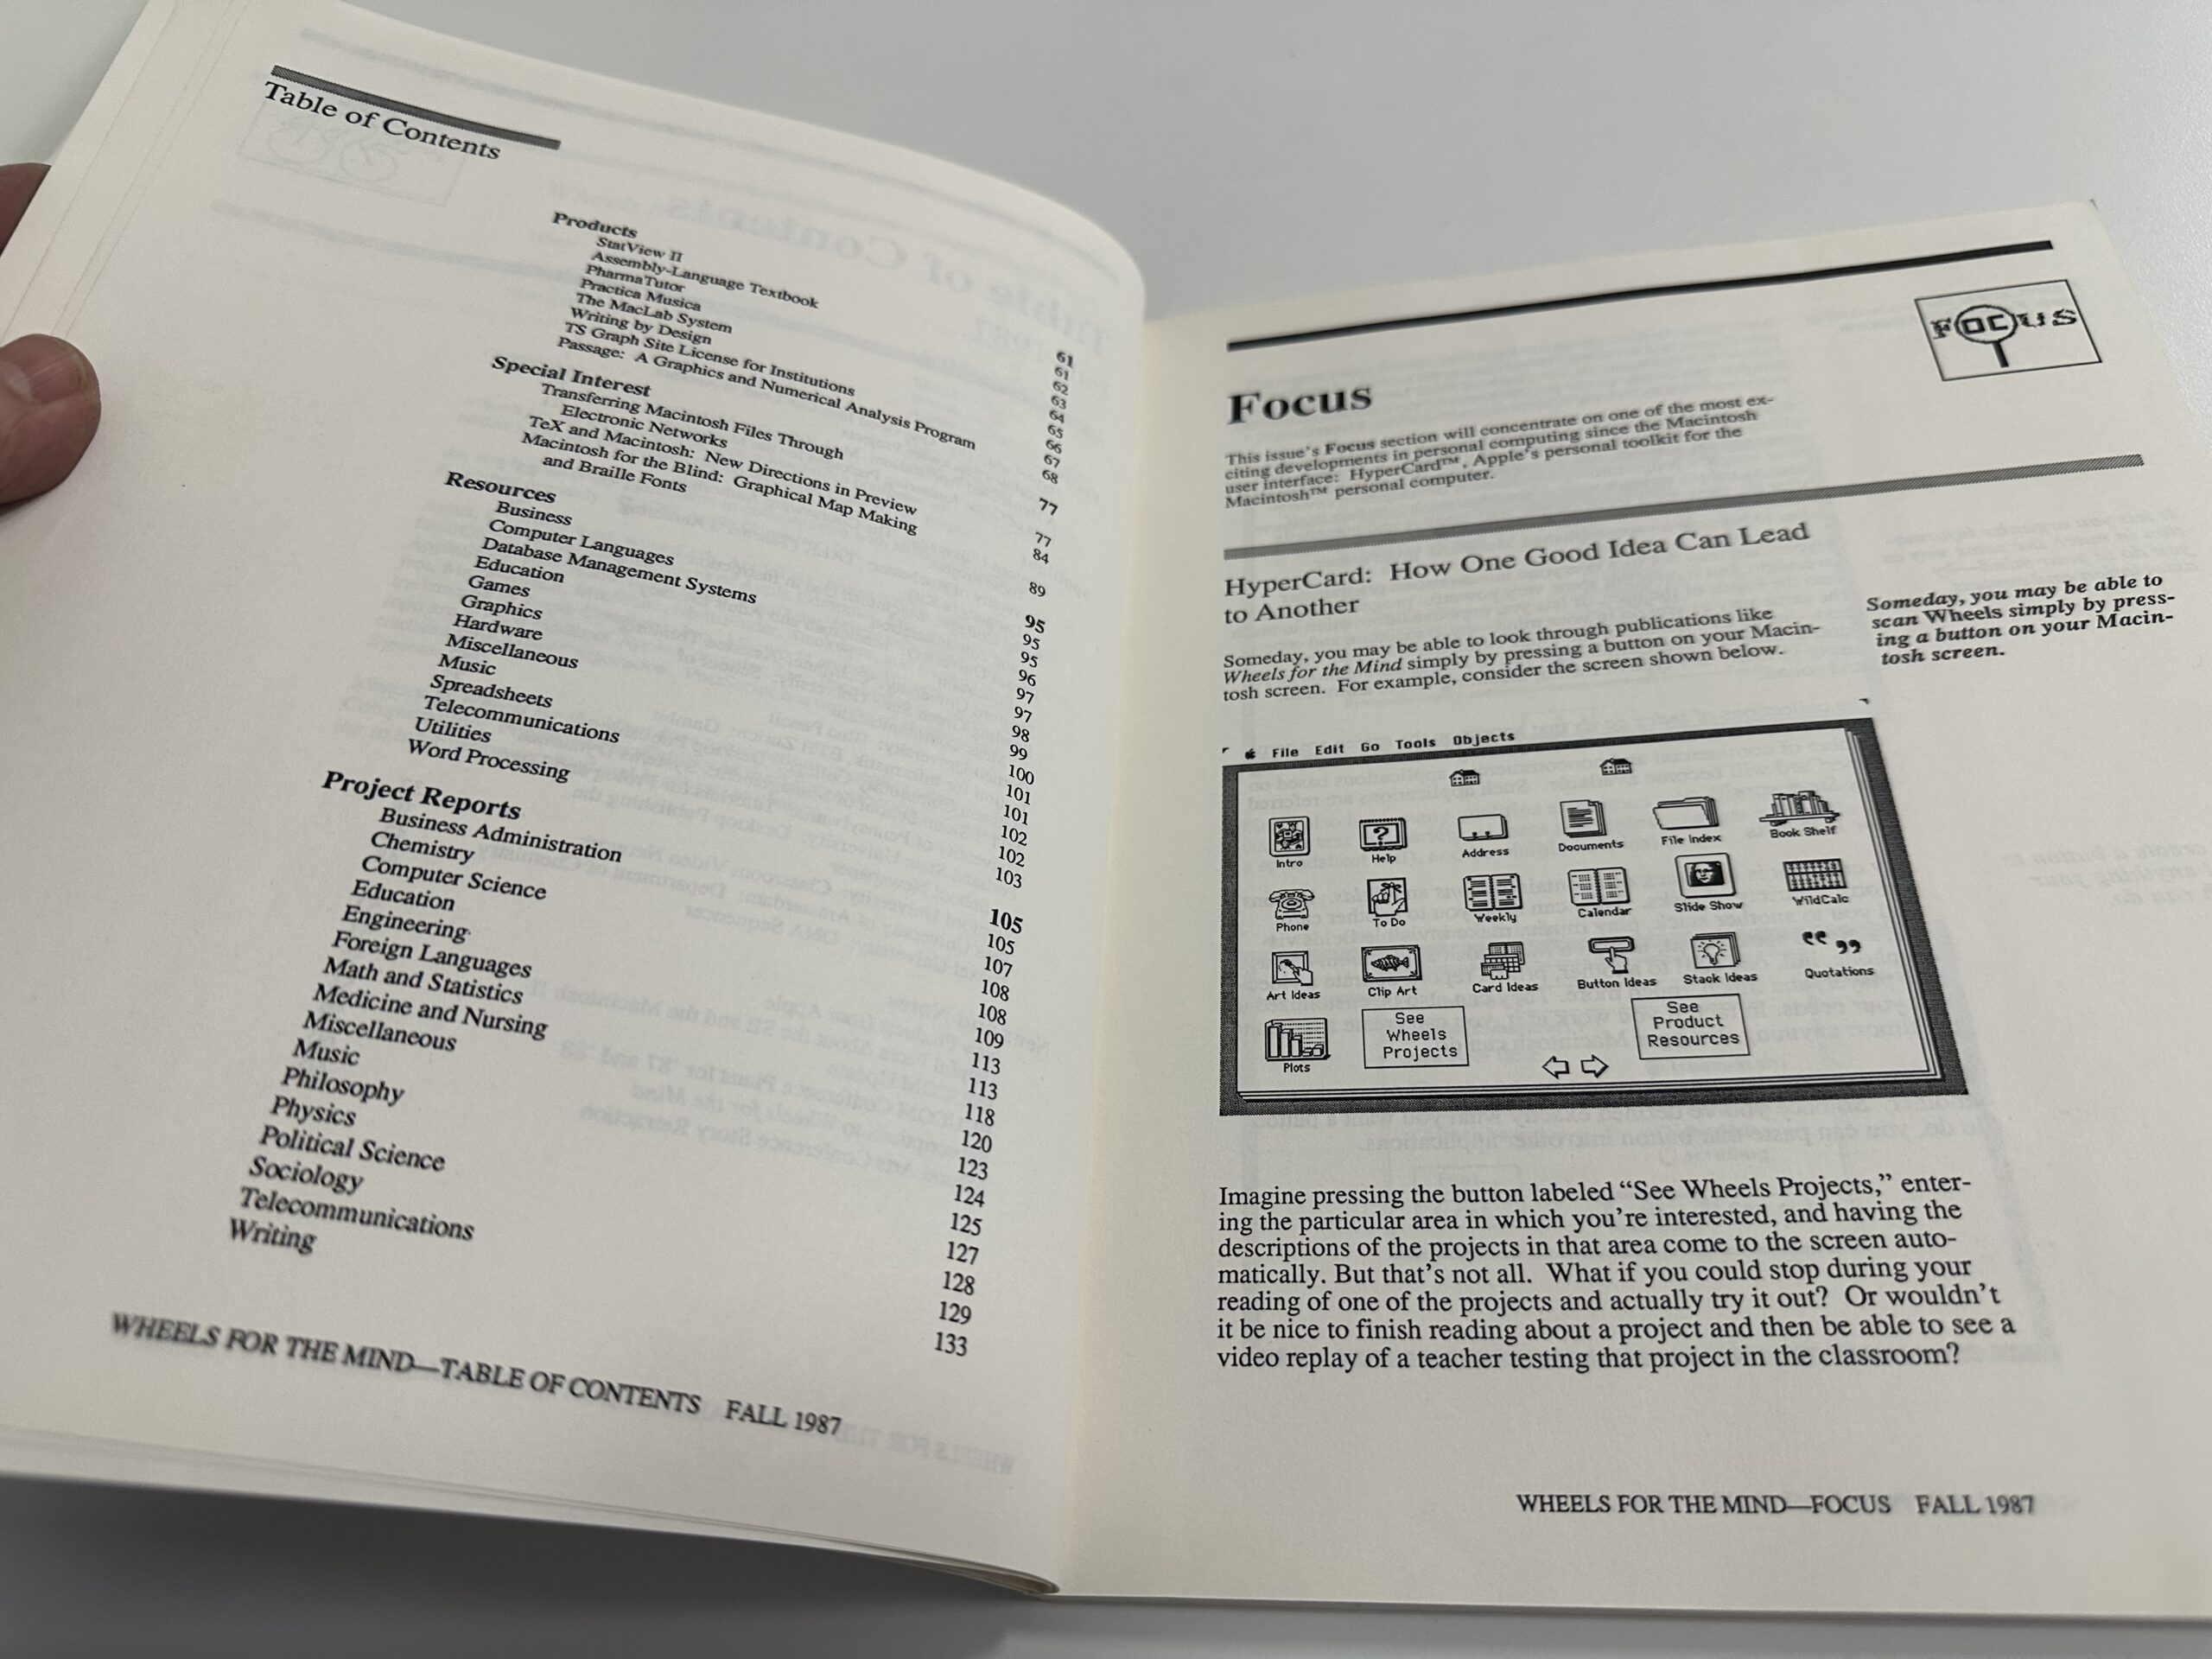 Table of Contents
Products 61
StatView II 61
Assembly-Language Textbook 62
PharmaTutor 63
Practica Musica 64
The MacLab System 65
Writing by Design 66
TS Graph Site License for Institutions 67
Passage: A Graphics and Numerical Analysis Program 68
Special Interest 77
Transferring Macintosh Files Through
Electronic Networks 77
TeX and Macintosh: New Directions in Preview 84
Macintosh for the Blind: Graphical Map Making
and Braille Fonts 89
Resources 95
Business 95
Computer Languages 95
Database Management Systems 96
Education 97
Games 97
Graphics 98
Hardware 99
Miscellaneous 100
Music 101
Spreadsheets 101
Telecommunications 102
Utilities 102
Word Processing 103
Project Reports 105
Business Administration 105
Chemistry 107
Computer Science 108
Education 108
Engineering 109
Foreign Languages 113
Math and Statistics 113
Medicine and Nursing 118
Miscellaneous 120
Music 123
Philosophy 124
Physics 125
Political Science 127
Sociology 128
Telecommunications 129
Writing 133
WHEELS FOR THE MIND—TABLE OF CONTENTS FALL 1987
FOCUS
Focus
This issue's Focus section will concentrate on one of the most ex-
citing developments in personal computing since the Macintosh
user interface: HyperCard™, Apple's personal toolkit for the
Macintosh™ personal computer.
HyperCard: How One Good Idea Can Lead
to Another
Someday, you may be able to look through publications like
Wheels for the Mind simply by pressing a button on your Macin-
tosh screen. For example, consider the screen shown below.
Someday, you may be able to
scan Wheels simply by press-
ing a button on your Macin-
tosh screen.
File Edit Go Tools Objects
Intro Help Address Documents File Index Book Shelf
Phone To Do Weekly Calendar Slide Show WildCalc
Art Ideas Clip Art Card Ideas Button Ideas Stack Ideas Quotations
Plots
See
Wheels
Projects
See
Product
Resources
Imagine pressing the button labeled “See Wheels Projects,” enter-
ing the particular area in which you're interested, and having the
descriptions of the projects in that area come to the screen auto-
matically. But that's not all. What if you could stop during your
reading of one of the projects and actually try it out? Or wouldn't
it be nice to finish reading about a project and then be able to see a
video replay of a teacher testing that project in the classroom?
WHEELS FOR THE MIND—FOCUS FALL 1987